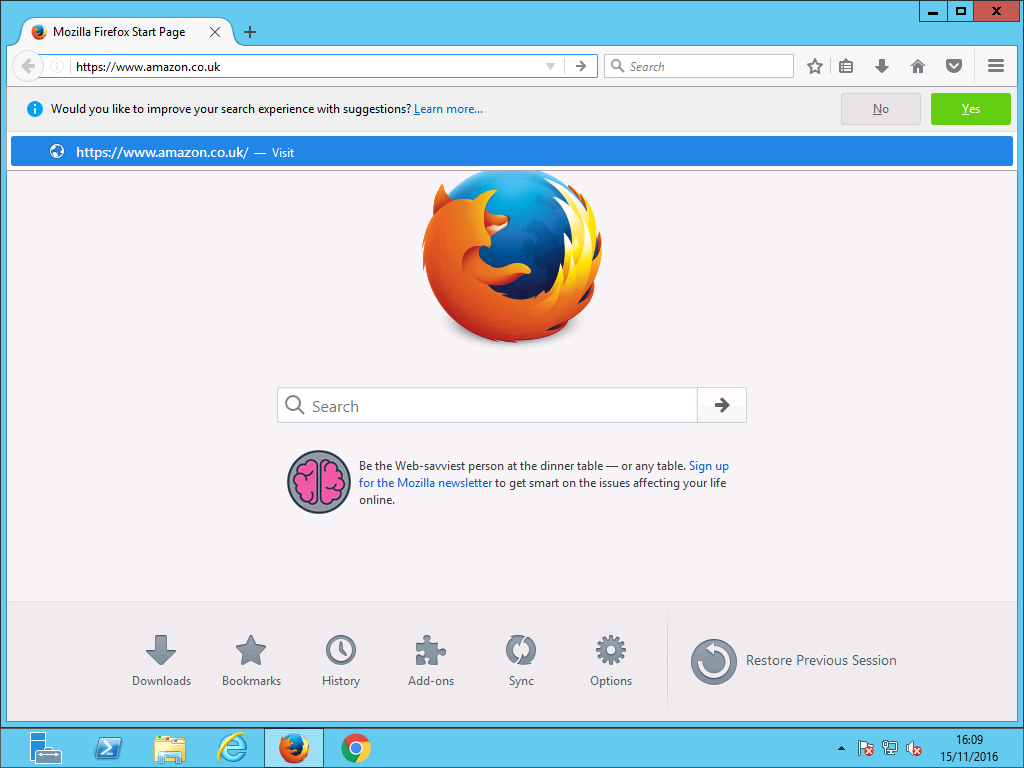 Mozilla Firefox Start Page
https://www.amazon.co.uk
Search
Would you like to improve your search experience with suggestions? Learn more...
No
Yes
https://www.amazon.co.uk/ — Visit
Search
Be the Web-savviest person at the dinner table — or any table. Sign up
for the Mozilla newsletter to get smart on the issues affecting your life
online.
Downloads
Bookmarks
History
Add-ons
Sync
Options
Restore Previous Session
16:09
15/11/2016